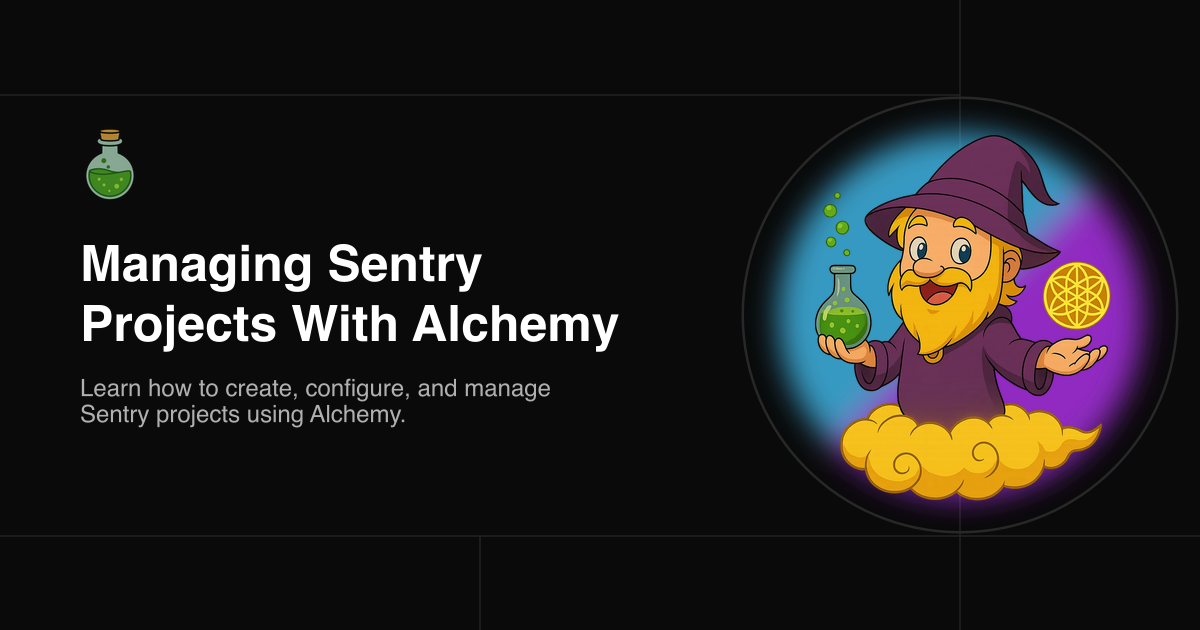 Managing Sentry
Projects With Alchemy
Learn how to create, configure, and manage
Sentry projects using Alchemy.